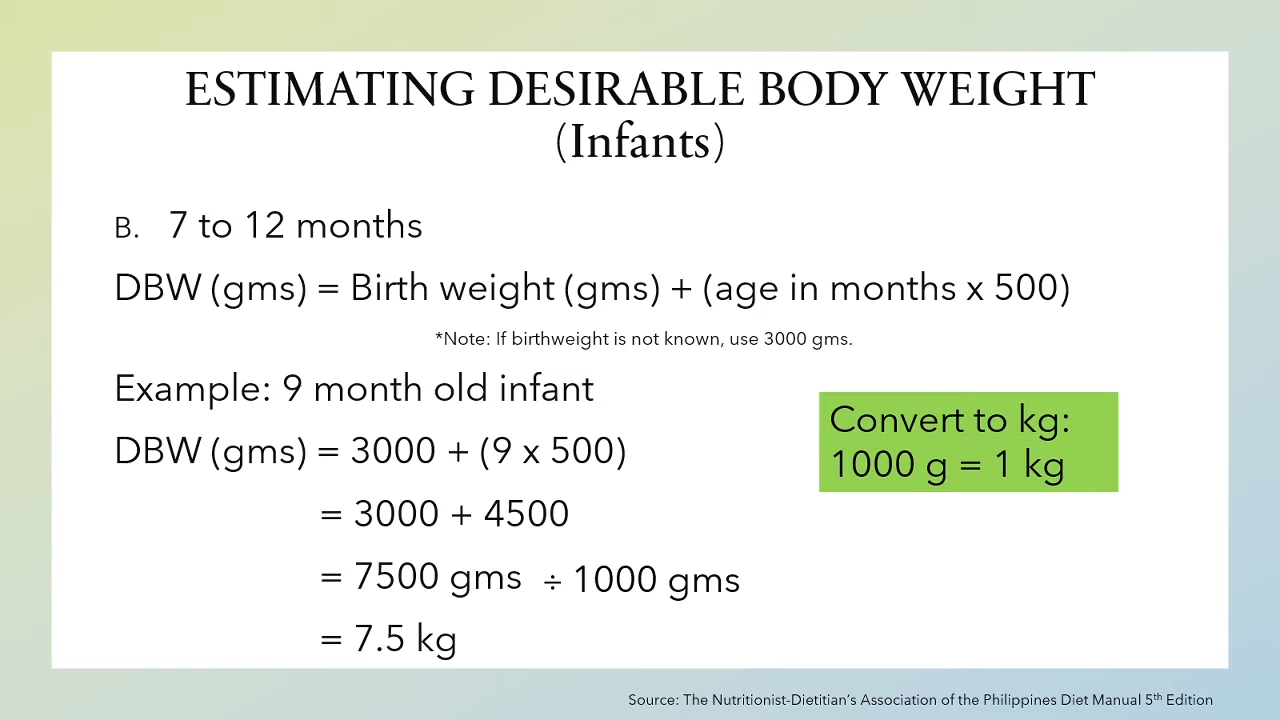 ESTIMATING DESIRABLE BODY WEIGHT
(Infants)
B. 7 to 12 months
DBW (gms) = Birth weight (gms) + (age in months x 500)
*Note: If birthweight is not known, use 3000 gms.
Example: 9 month old infant
DBW (gms) = 3000 + (9 x 500)
= 3000 + 4500
= 7500 gms ÷ 1000 gms
= 7.5 kg
Convert to kg:
1000 g = 1 kg
Source: The Nutritionist-Dietitian’s Association of the Philippines Diet Manual 5th Edition